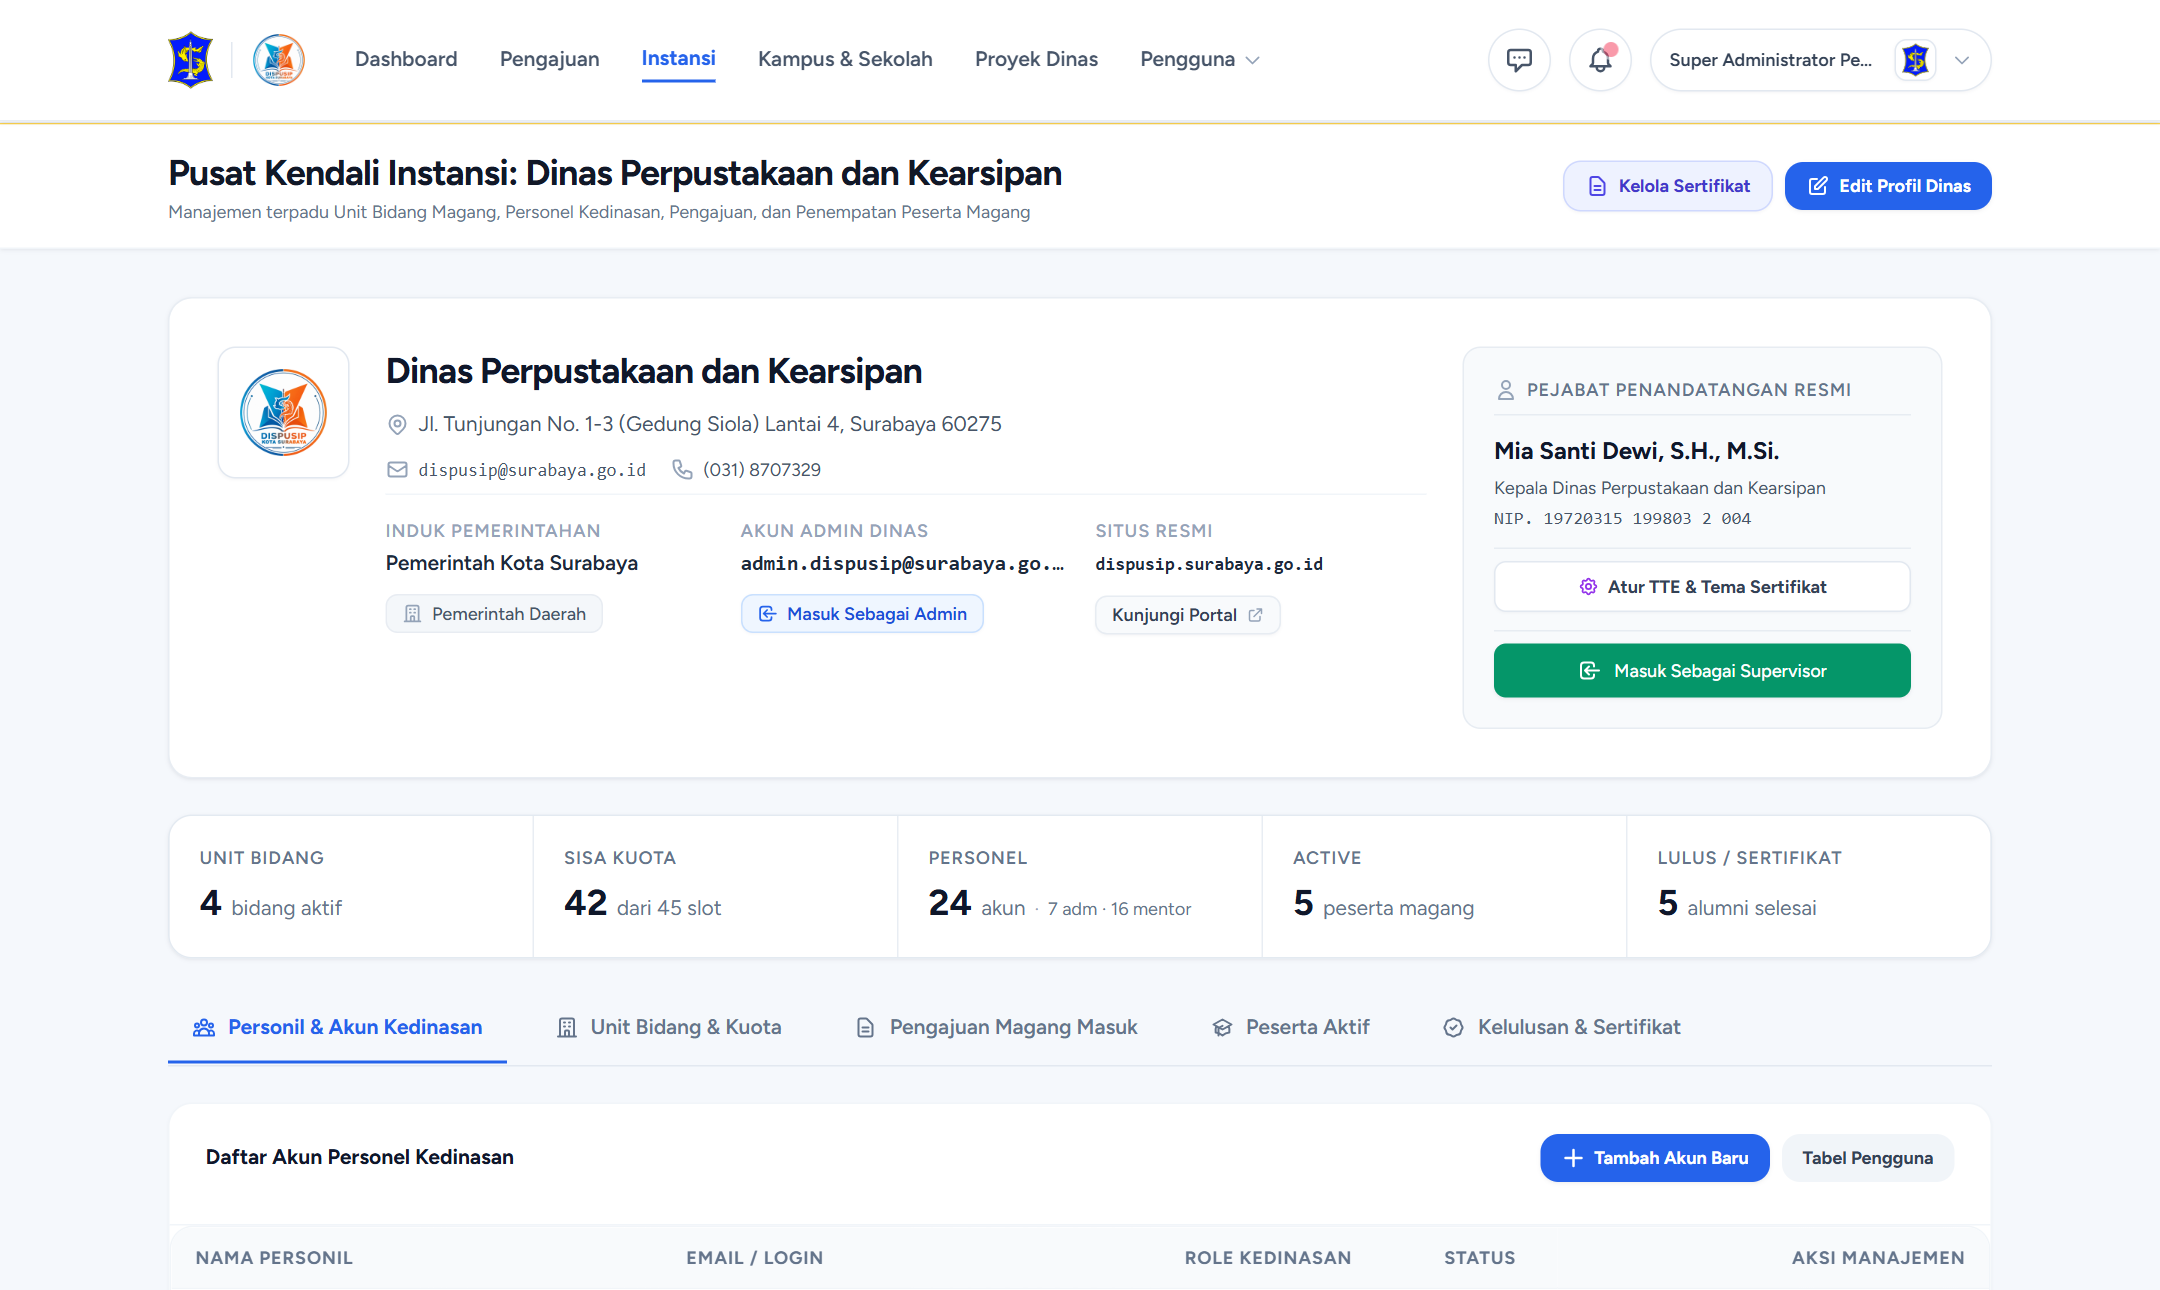 Dashboard
Pengajuan
Instansi
Kampus & Sekolah
Proyek Dinas
Pengguna
Super Administrator Pe...
Pusat Kendali Instansi: Dinas Perpustakaan dan Kearsipan
Manajemen terpadu Unit Bidang Magang, Personel Kedinasan, Pengajuan, dan Penempatan Peserta Magang
Kelola Sertifikat
Edit Profil Dinas
DISPUSIP
KOTA SURABAYA
Dinas Perpustakaan dan Kearsipan
Jl. Tunjungan No. 1-3 (Gedung Siola) Lantai 4, Surabaya 60275
dispusip@surabaya.go.id
(031) 8707329
INDUK PEMERINTAHAN
Pemerintah Kota Surabaya
Pemerintah Daerah
AKUN ADMIN DINAS
admin.dispusip@surabaya.go.…
Masuk Sebagai Admin
SITUS RESMI
dispusip.surabaya.go.id
Kunjungi Portal
PEJABAT PENANDATANGAN RESMI
Mia Santi Dewi, S.H., M.Si.
Kepala Dinas Perpustakaan dan Kearsipan
NIP. 19720315 199803 2 004
Atur TTE & Tema Sertifikat
Masuk Sebagai Supervisor
UNIT BIDANG
4 bidang aktif
SISA KUOTA
42 dari 45 slot
PERSONEL
24 akun · 7 adm · 16 mentor
ACTIVE
5 peserta magang
LULUS / SERTIFIKAT
5 alumni selesai
Personil & Akun Kedinasan
Unit Bidang & Kuota
Pengajuan Magang Masuk
Peserta Aktif
Kelulusan & Sertifikat
Daftar Akun Personel Kedinasan
Tambah Akun Baru
Tabel Pengguna
NAMA PERSONIL
EMAIL / LOGIN
ROLE KEDINASAN
STATUS
AKSI MANAJEMEN